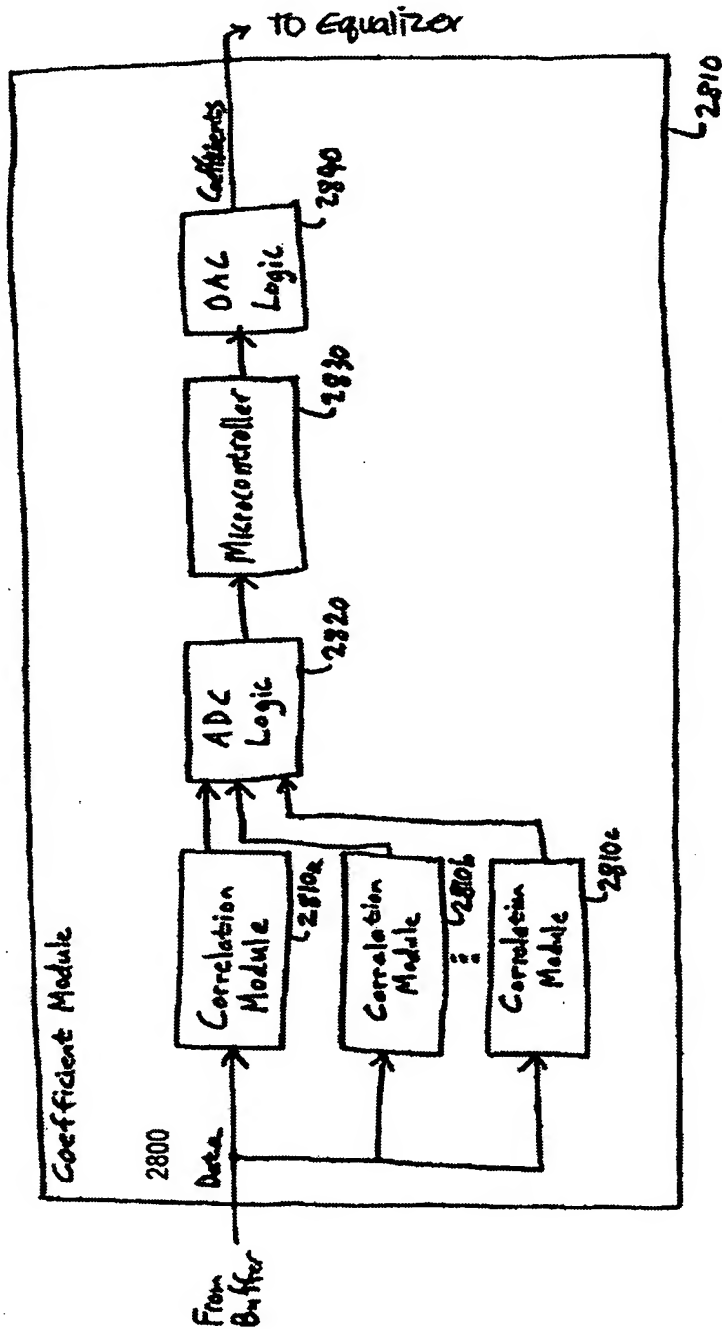 Coefficient Module
From
Buffer
2800
Data
Correlation
Module
2810a
Correlation
Module
2810b
Correlation
Module
2810c
ADC
Logic
2820
Microcontroller
2830
DAC
Logic
2840
Coefficients
To Equalizer
2810